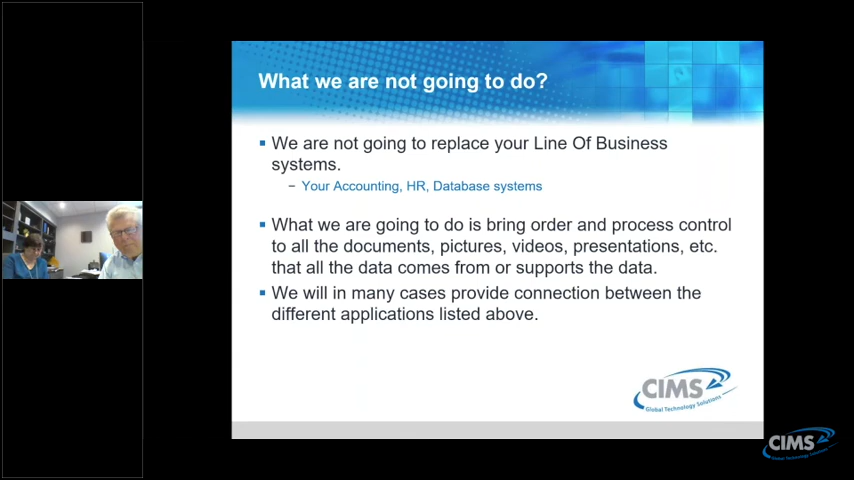 What we are not going to do?
▪ We are not going to replace your Line Of Business
systems.
– Your Accounting, HR, Database systems
▪ What we are going to do is bring order and process control
to all the documents, pictures, videos, presentations, etc.
that all the data comes from or supports the data.
▪ We will in many cases provide connection between the
different applications listed above.
CIMS
Global Technology Solutions
CIMS
Global Technology Solutions